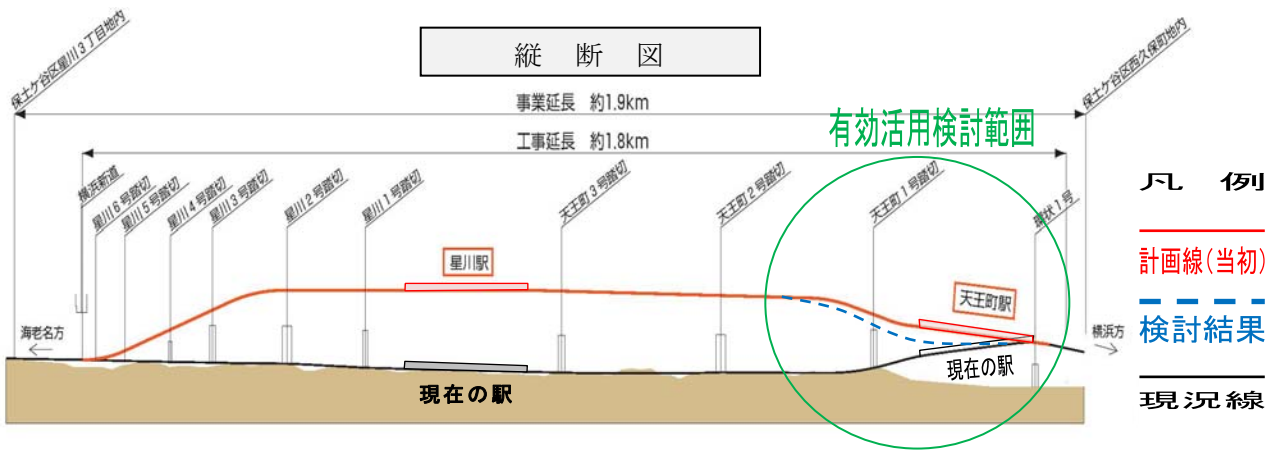 縦 断 図
保土ケ谷区星川3丁目地内
保土ケ谷区西久保町地内
事業延長 約1.9km
工事延長 約1.8km
有効活用検討範囲
横浜新道
星川6号踏切
星川5号踏切
星川4号踏切
星川3号踏切
星川2号踏切
星川1号踏切
天王町3号踏切
天王町2号踏切
天王町1号踏切
環状1号
星川駅
天王町駅
海老名方
横浜方
現在の駅
現在の駅
凡 例
計画線(当初)
検討結果
現況線